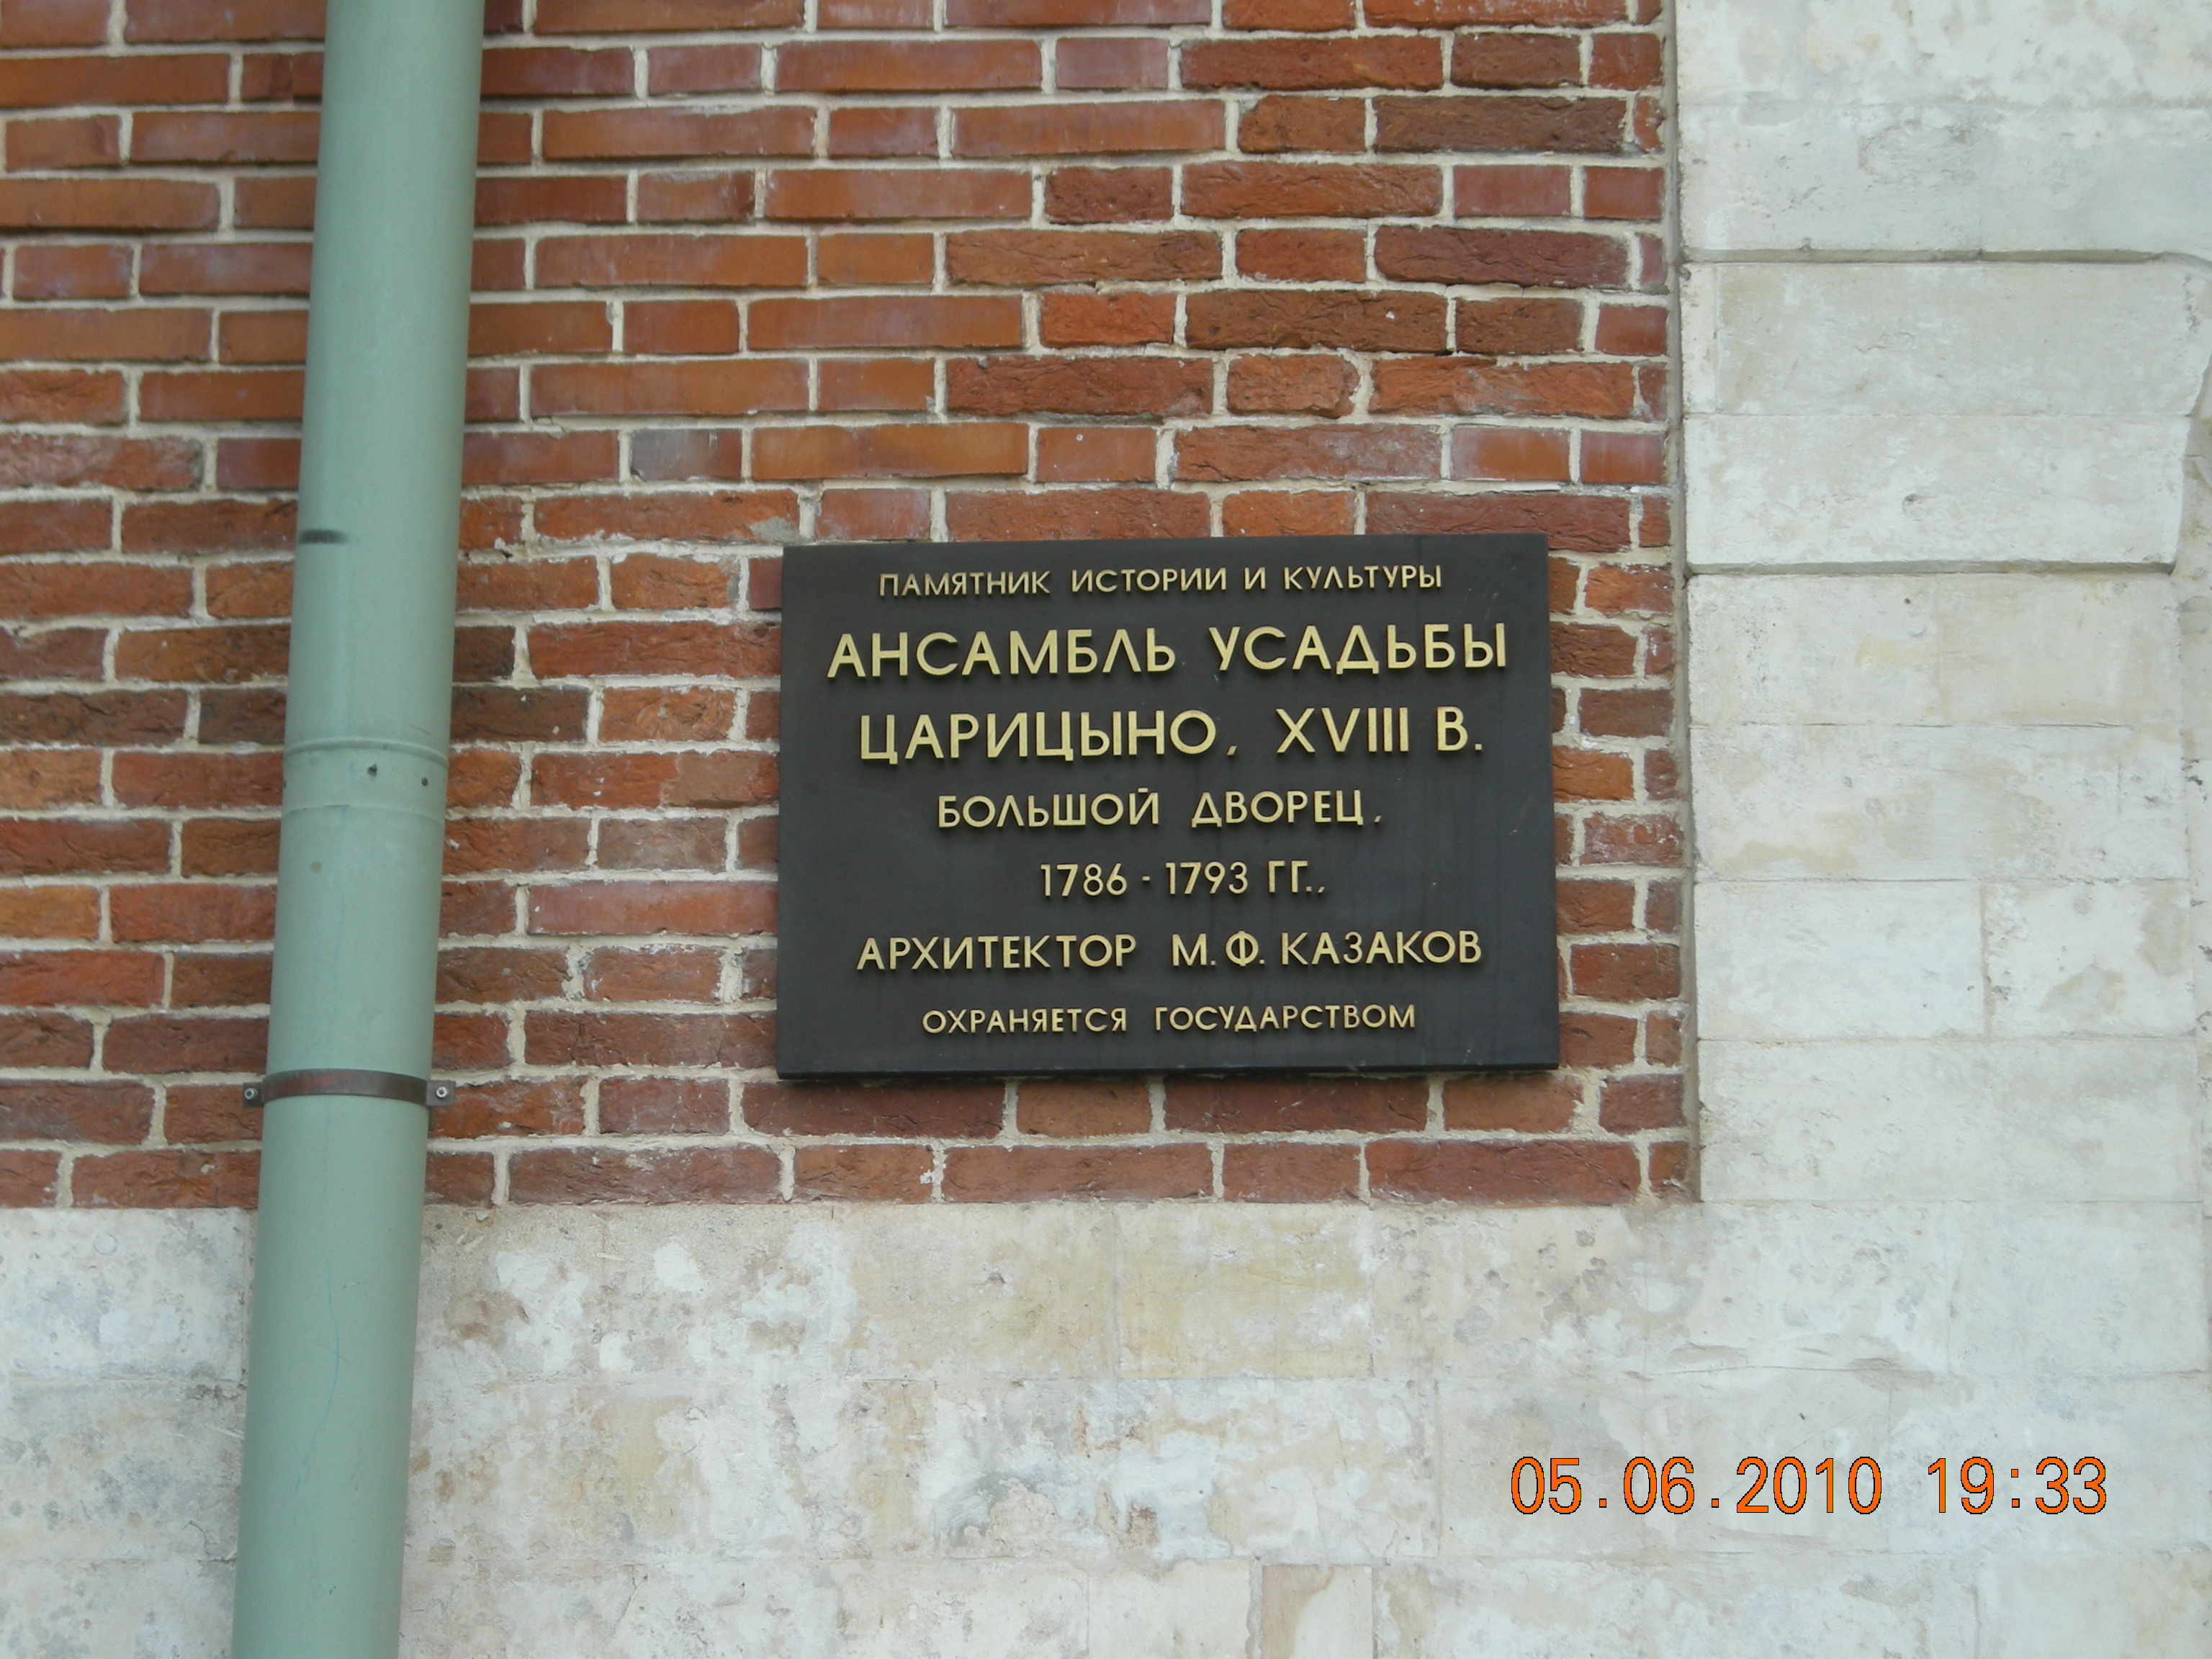 ПАМЯТНИК ИСТОРИИ И КУЛЬТУРЫ
АНСАМБЛЬ УСАДЬБЫ
ЦАРИЦЫНО, XVIII В.
БОЛЬШОЙ ДВОРЕЦ,
1786 - 1793 ГГ.,
АРХИТЕКТОР М. Ф. КАЗАКОВ
ОХРАНЯЕТСЯ ГОСУДАРСТВОМ
05.06.2010 19:33